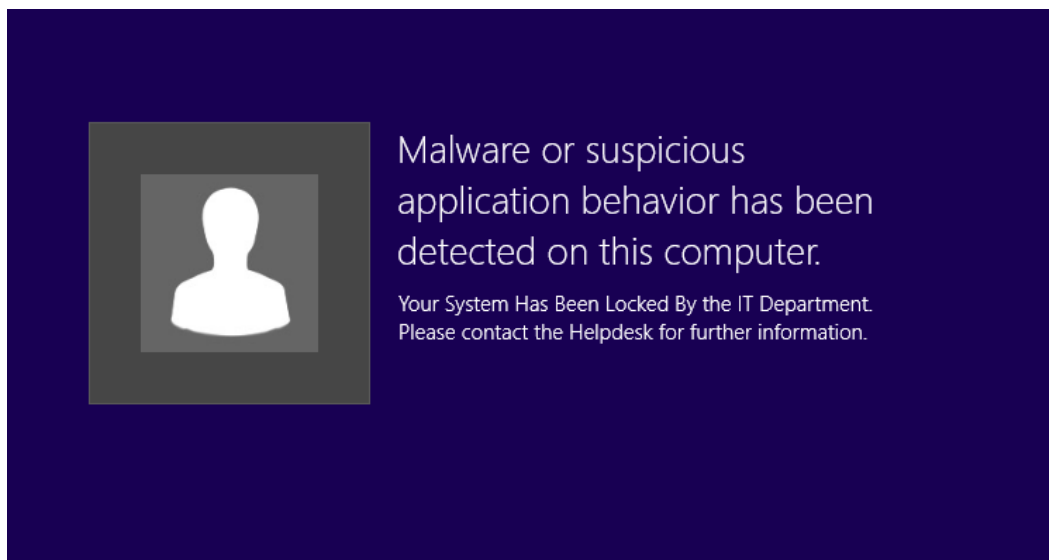 Malware or suspicious
application behavior has been
detected on this computer.
Your System Has Been Locked By the IT Department.
Please contact the Helpdesk for further information.